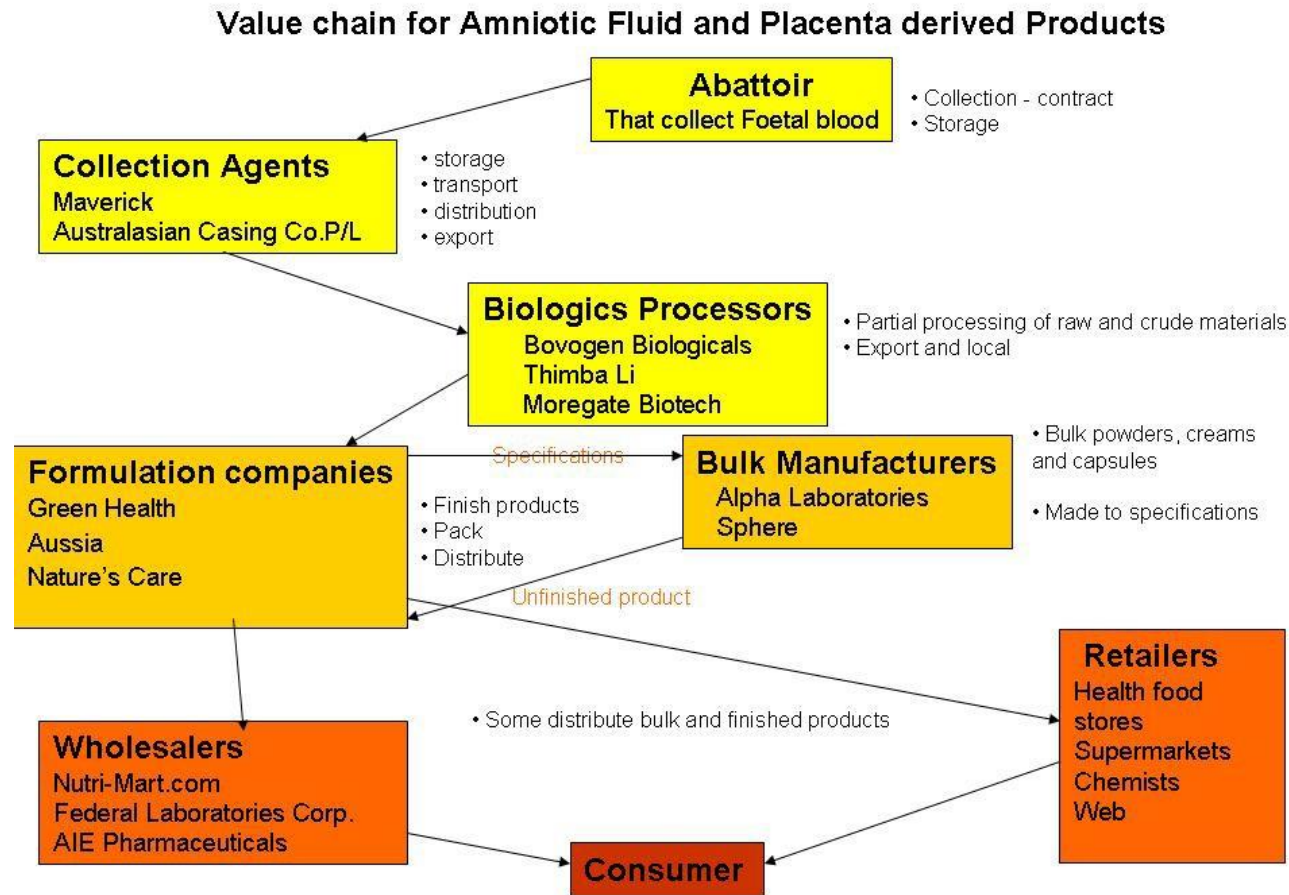 Value chain for Amniotic Fluid and Placenta derived Products
Abattoir
That collect Foetal blood
• Collection - contract
• Storage
Collection Agents
Maverick
Australasian Casing Co.P/L
• storage
• transport
• distribution
• export
Biologics Processors
Bovogen Biologicals
Thimba Li
Moregate Biotech
• Partial processing of raw and crude materials
• Export and local
Formulation companies
Green Health
Aussia
Nature's Care
Specifications
• Finish products
• Pack
• Distribute
Bulk Manufacturers
Alpha Laboratories
Sphere
• Bulk powders, creams
and capsules
• Made to specifications
Unfinished product
Retailers
Health food
stores
Supermarkets
Chemists
Web
• Some distribute bulk and finished products
Wholesalers
Nutri-Mart.com
Federal Laboratories Corp.
AIE Pharmaceuticals
Consumer